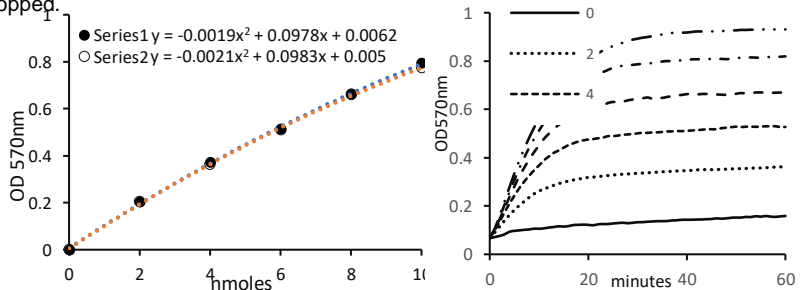 opped.
Series1 y = -0.0019x² + 0.0978x + 0.0062
Series2 y = -0.0021x² + 0.0983x + 0.005
OD 570nm
1
0.8
0.6
0.4
0.2
0
0 2 4 6 8 10
nmoles
OD570nm
1
0.8
0.6
0.4
0.2
0
0
2
4
0 20 40 60
minutes